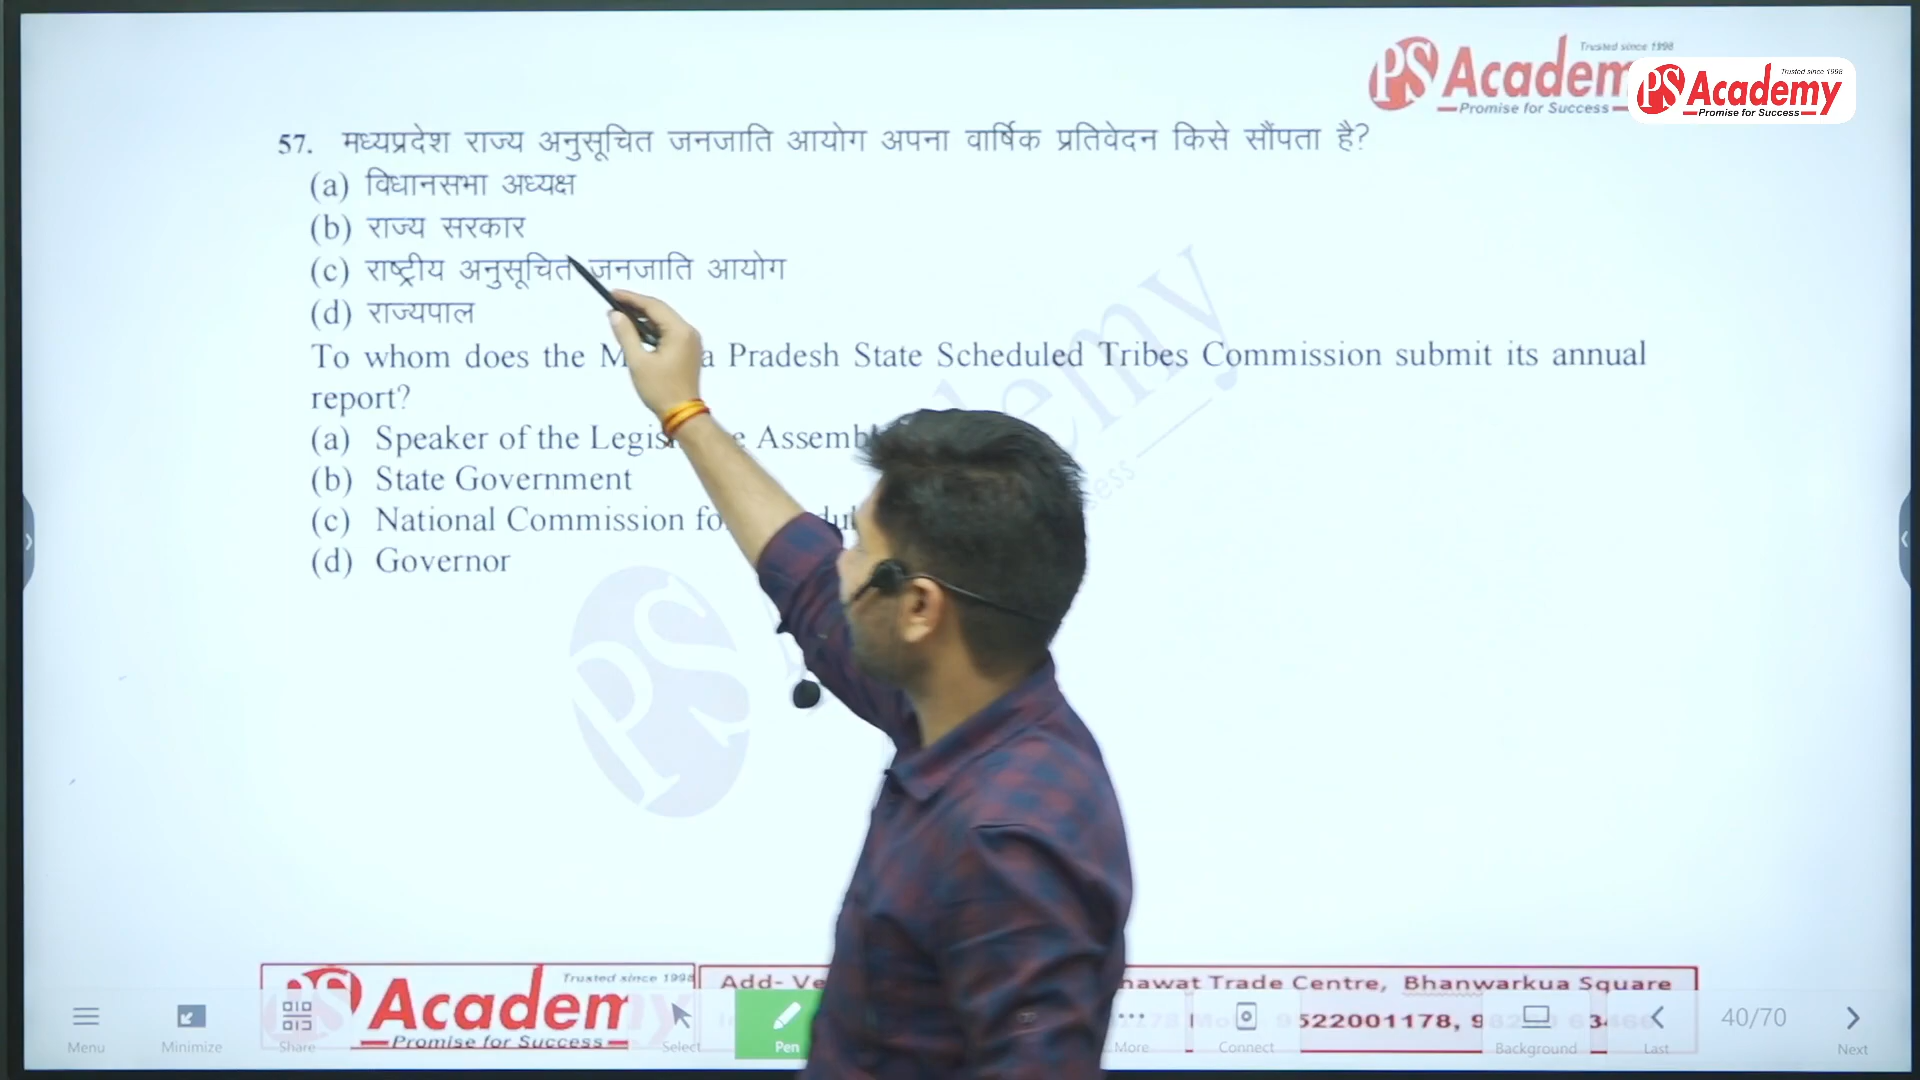 Trusted since 1998
PS Academ
Promise for Success
Trusted since 1998
PS Academy
Promise for Success
57. मध्यप्रदेश राज्य अनुसूचित जनजाति आयोग अपना वार्षिक प्रतिवेदन किसे सौंपता है?
(a) विधानसभा अध्यक्ष
(b) राज्य सरकार
(c) राष्ट्रीय अनुसूचित जनजाति आयोग
(d) राज्यपाल
To whom does the Pradesh State Scheduled Tribes Commission submit its annual
report?
(a) Speaker of the Assemb
(b) State Government
(c) National Commission
(d) Governor
Trusted since 1998
Academ
Promise for Success
Add- hawat Trade Centre, Bhanwarkua Square
522001178,
Menu
Minimize
Share
Select
Pen
More
Connect
Background
Last
40/70
Next